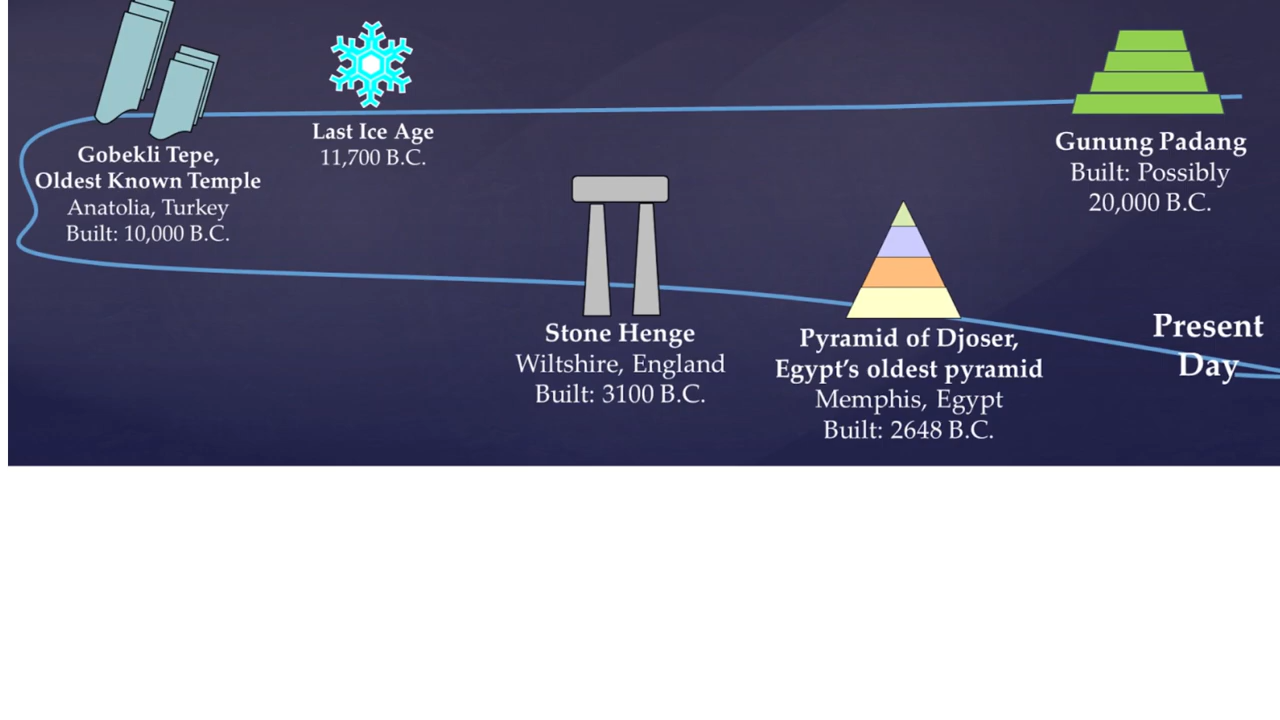 Gobekli Tepe,
Oldest Known Temple
Anatolia, Turkey
Built: 10,000 B.C.
Last Ice Age
11,700 B.C.
Gunung Padang
Built: Possibly
20,000 B.C.
Stone Henge
Wiltshire, England
Built: 3100 B.C.
Pyramid of Djoser,
Egypt’s oldest pyramid
Memphis, Egypt
Built: 2648 B.C.
Present
Day